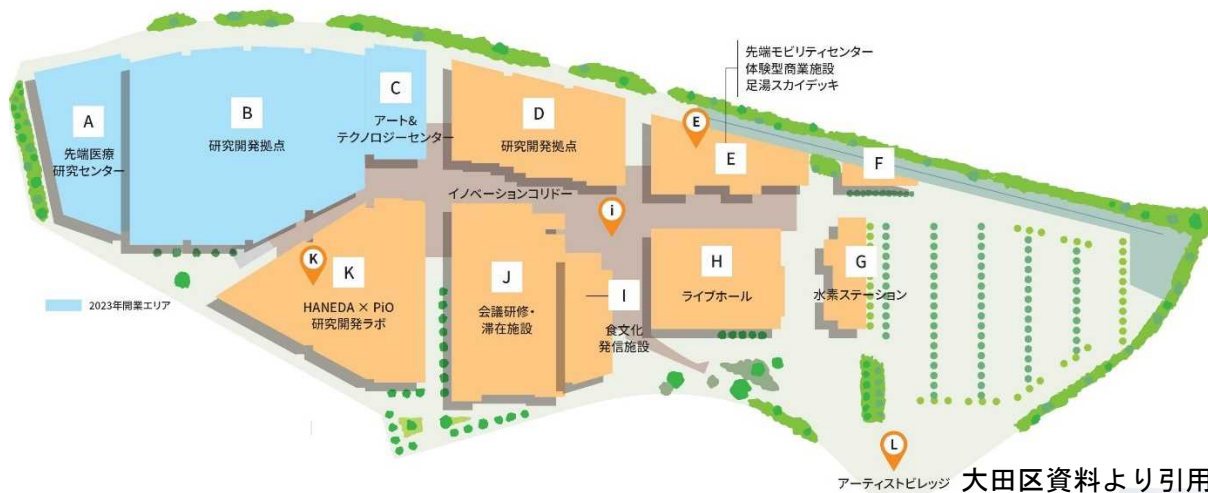 先端モビリティセンター
体験型商業施設
足湯スカイデッキ
A
先端医療
研究センター
B
研究開発拠点
C
アート&
テクノロジーセンター
D
研究開発拠点
E
E
F
イノベーションコリドー
i
K
K
HANEDA × PiO
研究開発ラボ
J
会議研修・
滞在施設
I
食文化
発信施設
H
ライブホール
G
水素ステーション
2023年開業エリア
L
アーティストビレッジ
大田区資料より引用